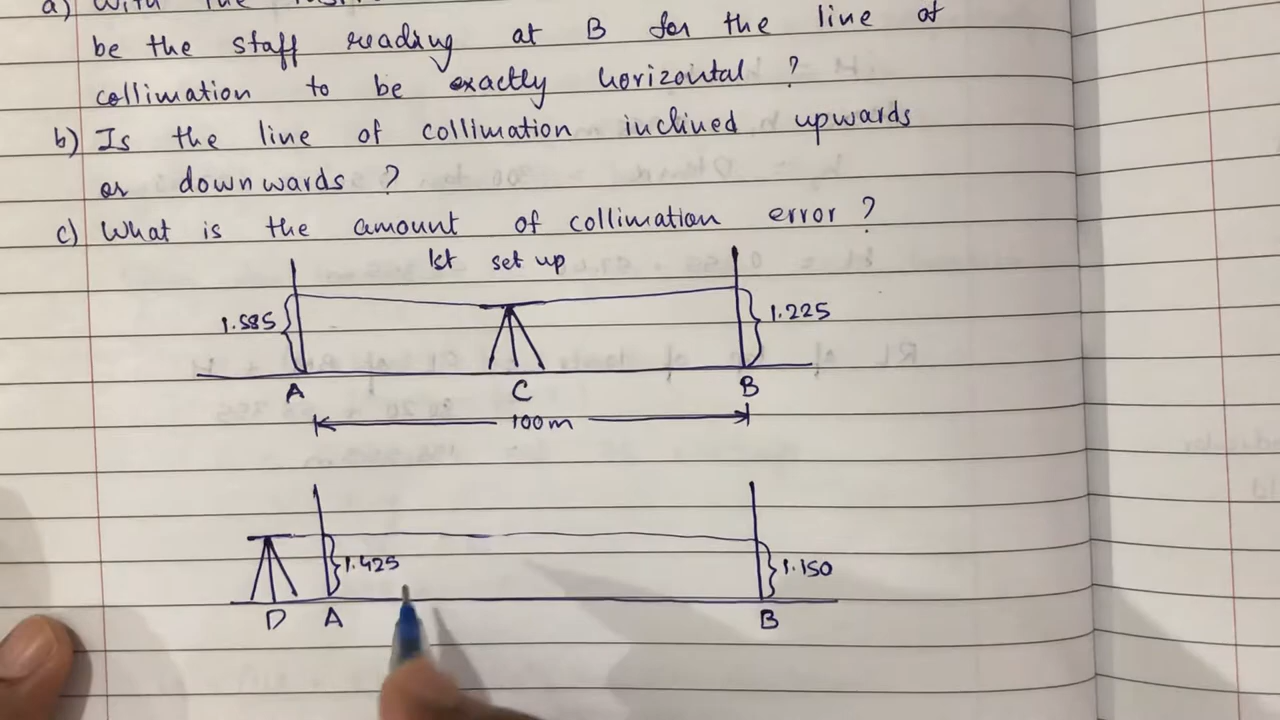 a) With the
be the staff reading at B for the line of
collimation to be exactly horizontal ?
b) Is the line of collimation inclined upwards
or downwards ?
c) What is the amount of collimation error ?
1st set up
1.585
1.225
A C B
100m
1.425
1.150
D A B